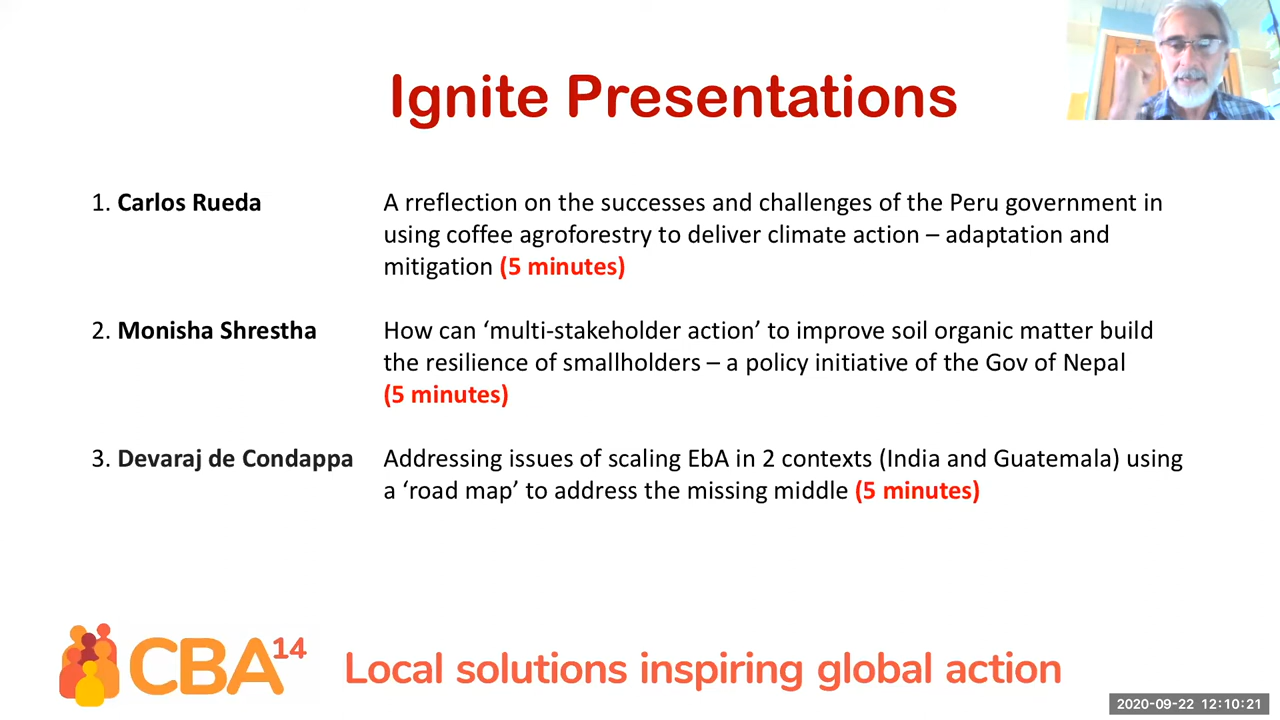 Ignite Presentations
1. Carlos Rueda
A rreflection on the successes and challenges of the Peru government in
using coffee agroforestry to deliver climate action – adaptation and
mitigation (5 minutes)
2. Monisha Shrestha
How can ‘multi-stakeholder action’ to improve soil organic matter build
the resilience of smallholders – a policy initiative of the Gov of Nepal
(5 minutes)
3. Devaraj de Condappa
Addressing issues of scaling EbA in 2 contexts (India and Guatemala) using
a ‘road map’ to address the missing middle (5 minutes)
CBA14
Local solutions inspiring global action
2020-09-22 12:10:21